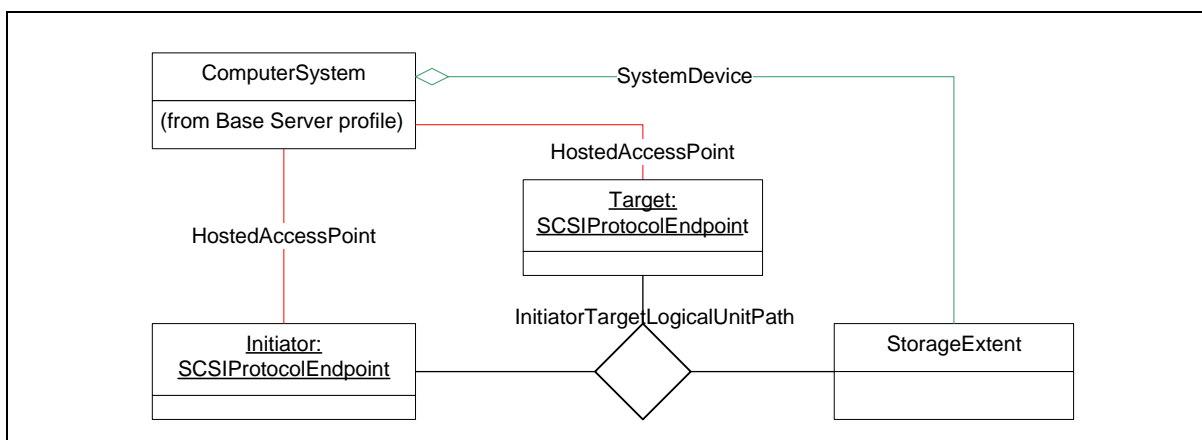 ComputerSystem
SystemDevice
(from Base Server profile)
HostedAccessPoint
Target:
SCSIProtocolEndpoint
HostedAccessPoint
InitiatorTargetLogicalUnitPath
Initiator:
SCSIProtocolEndpoint
StorageExtent